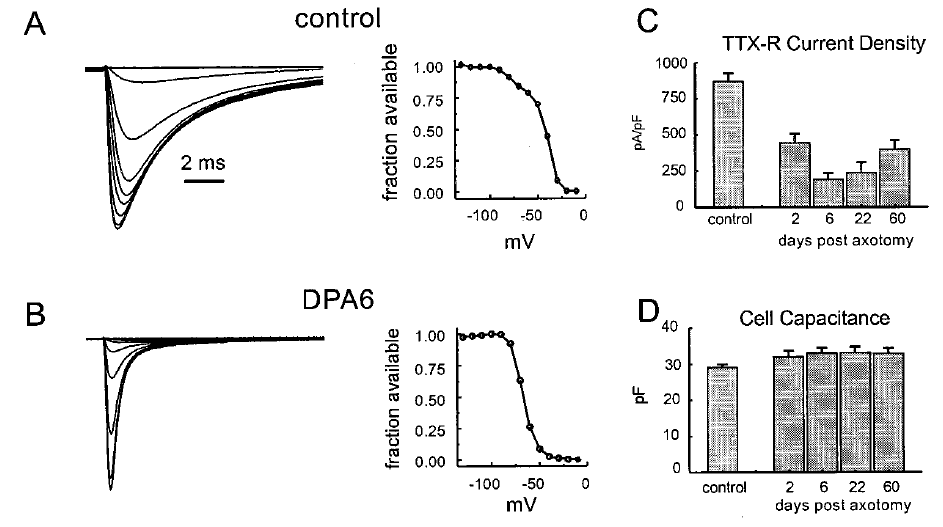 A
control
2 ms
fraction available
1.00
0.75
0.50
0.25
0.00
-100
-50
0
mV
B
DPA6
fraction available
1.00
0.75
0.50
0.25
0.00
-100
-50
0
mV
C
TTX-R Current Density
pA/pF
1000
750
500
250
0
control
2 6 22 60
days post axotomy
D
Cell Capacitance
pF
40
30
20
10
0
control
2 6 22 60
days post axotomy